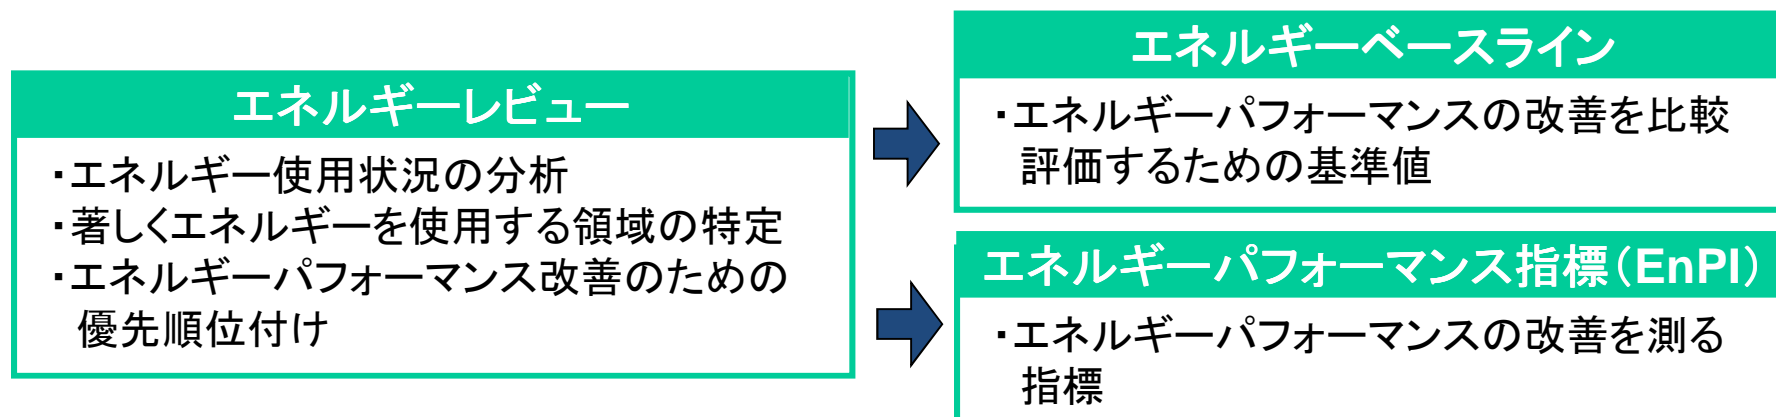 エネルギーレビュー
・エネルギー使用状況の分析
・著しくエネルギーを使用する領域の特定
・エネルギーパフォーマンス改善のための
優先順位付け
エネルギーベースライン
・エネルギーパフォーマンスの改善を比較
評価するための基準値
エネルギーパフォーマンス指標(EnPI)
・エネルギーパフォーマンスの改善を測る
指標